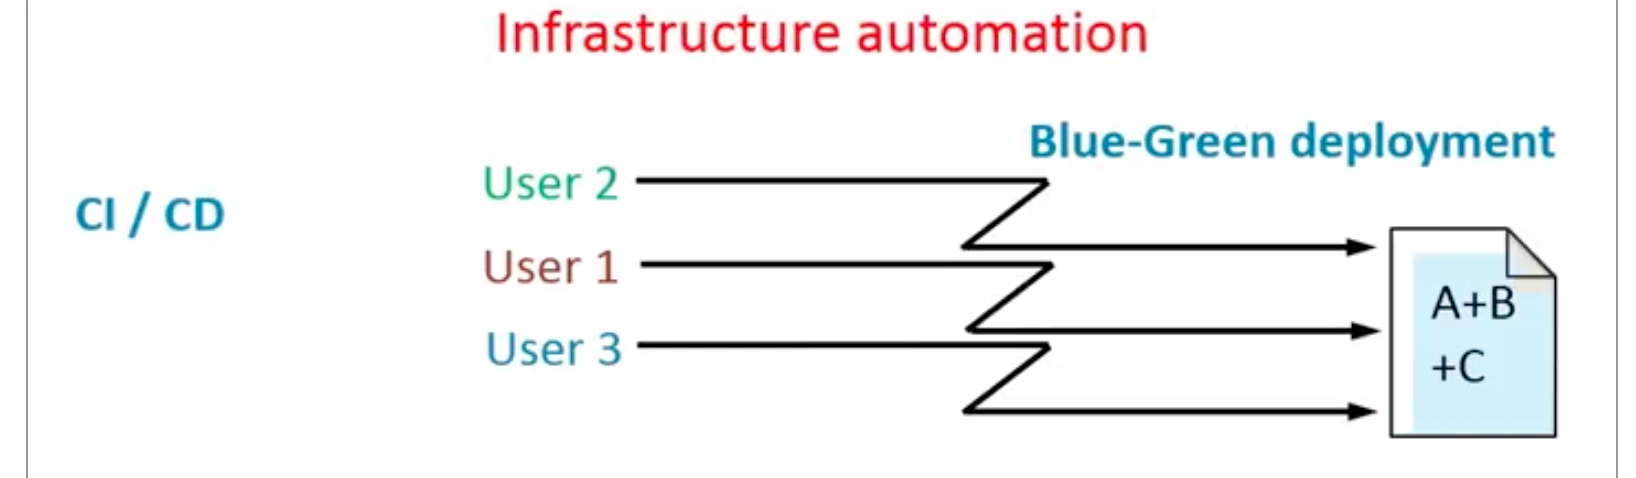 Infrastructure automation
Blue-Green deployment
User 2
CI / CD
User 1
User 3
A+B
+C